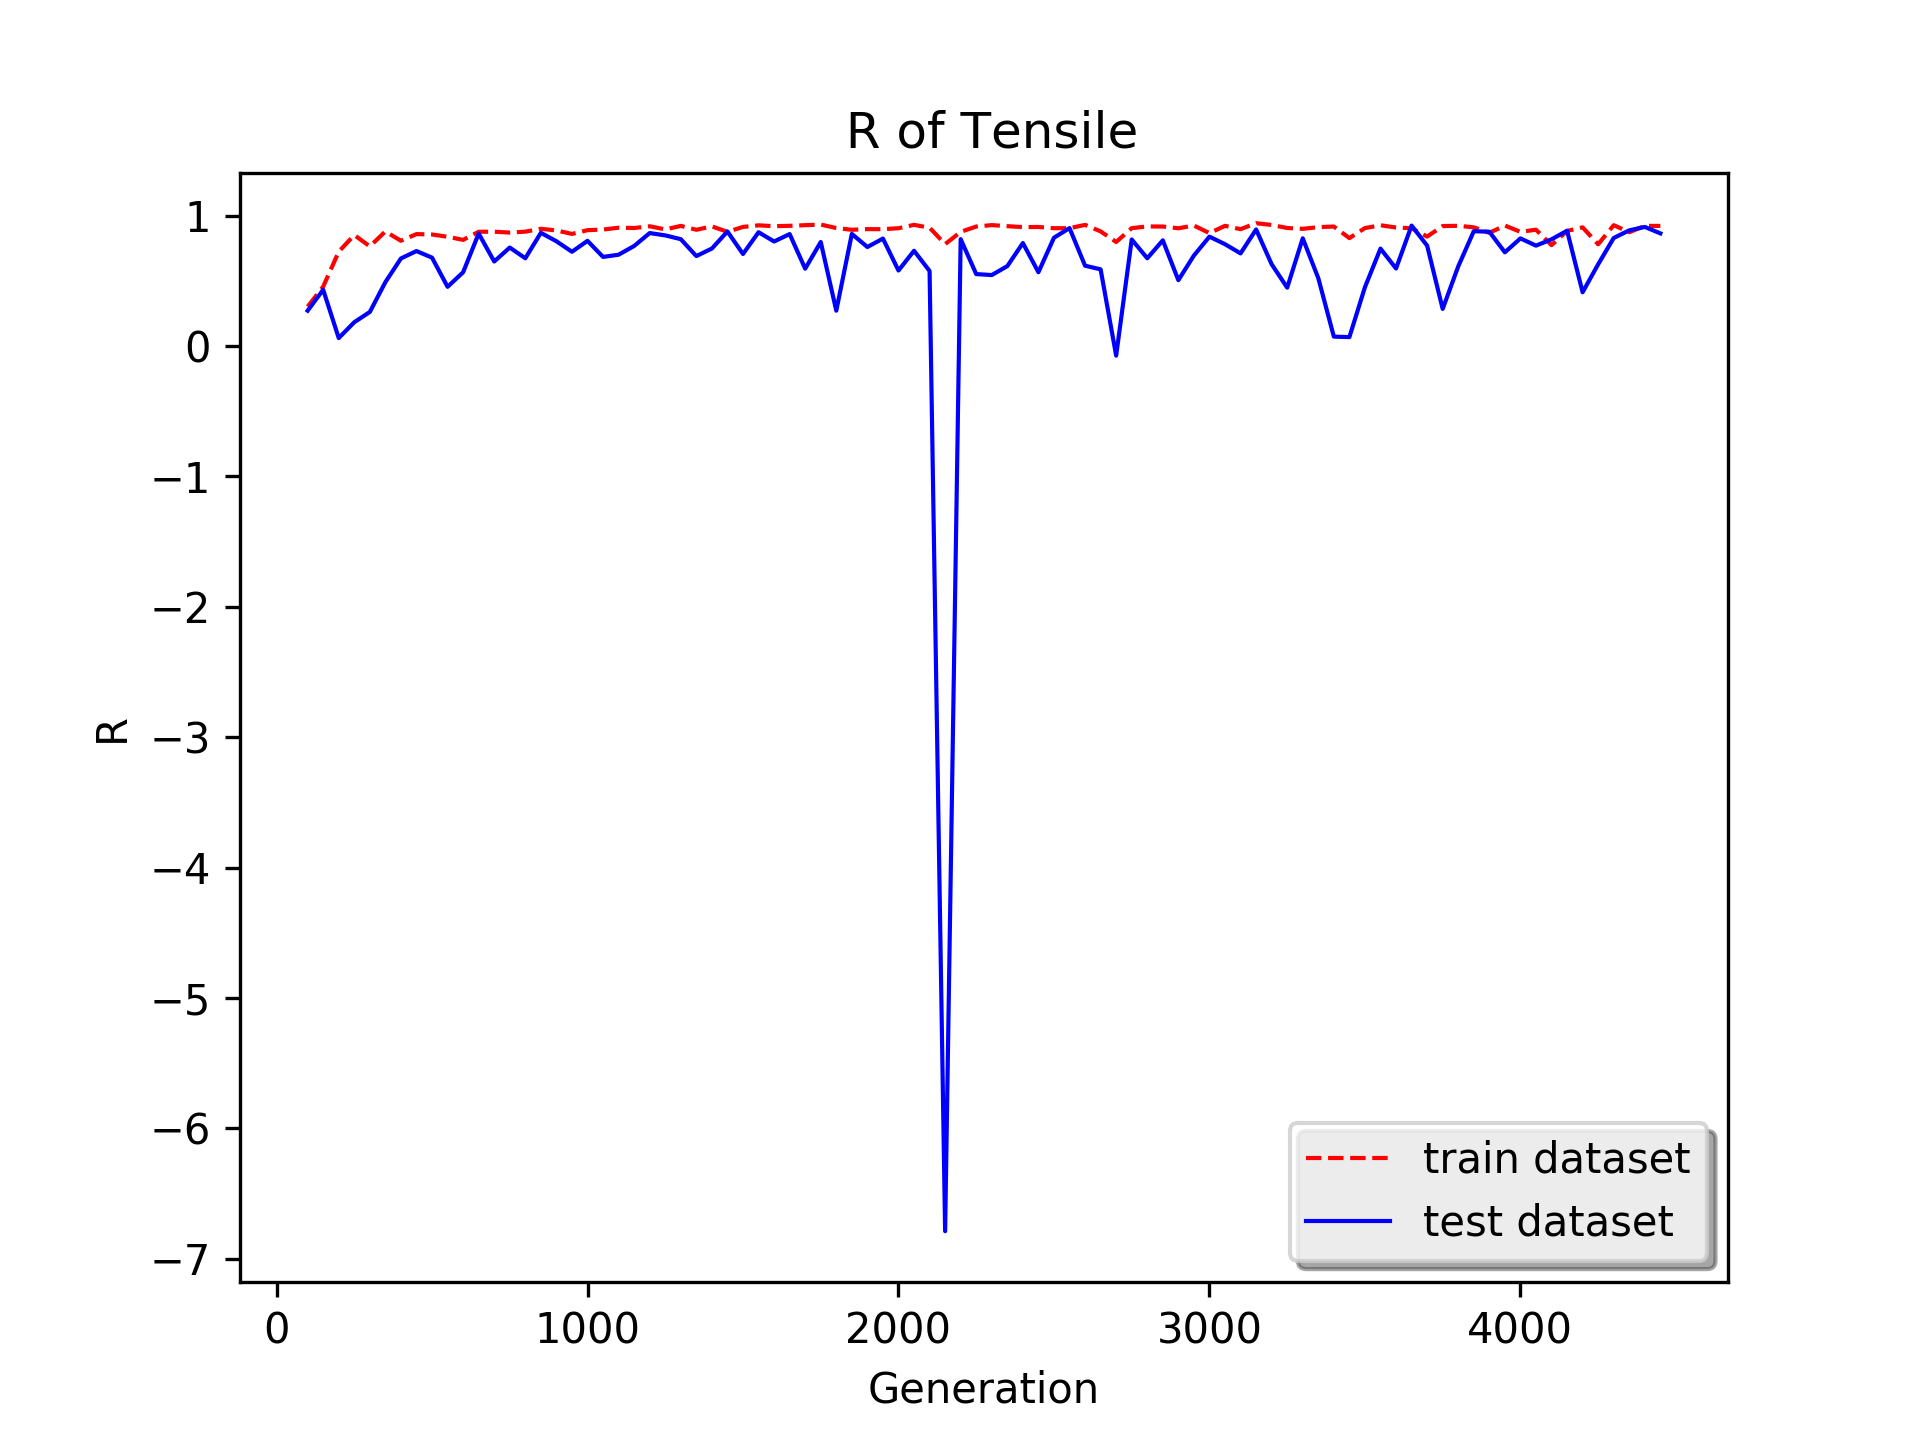 R of Tensile
1
0
−1
−2
−3
−4
−5
−6
−7
R
train dataset
test dataset
0 1000 2000 3000 4000
Generation